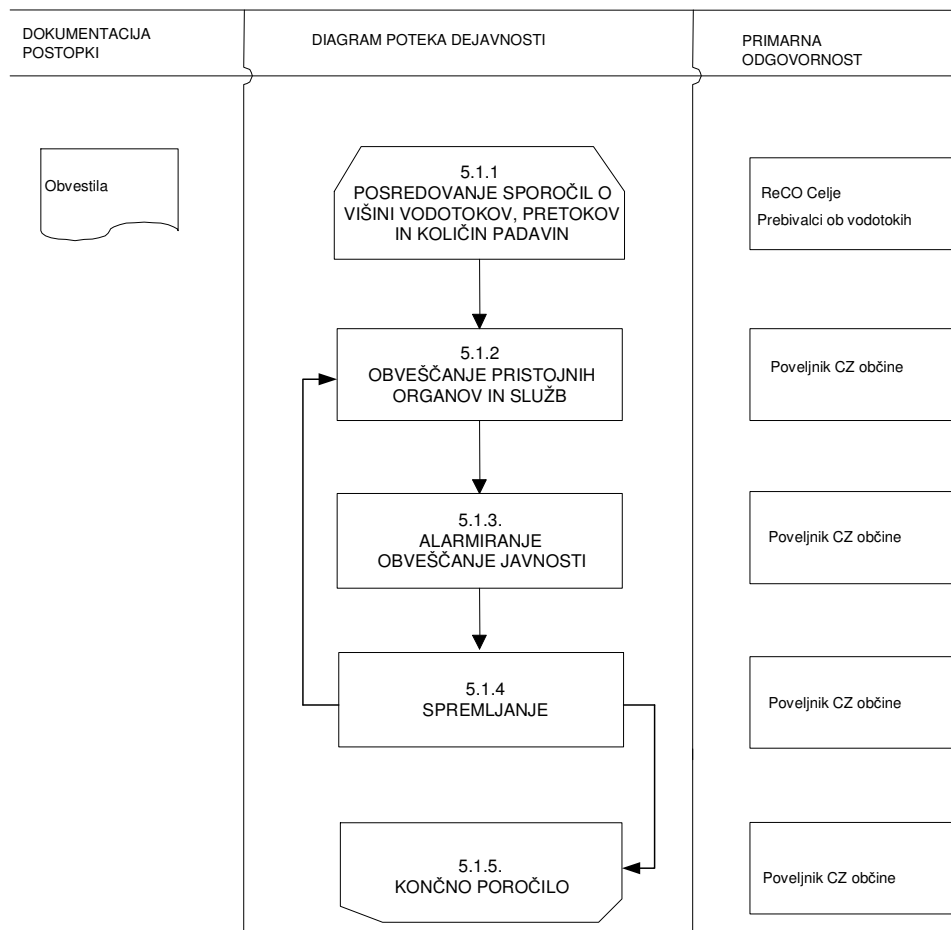 DOKUMENTACIJA
POSTOPKI
DIAGRAM POTEKA DEJAVNOSTI
PRIMARNA
ODGOVORNOST
Obvestila
5.1.1
POSREDOVANJE SPOROČIL O
VIŠINI VODOTOKOV, PRETOKOV
IN KOLIČIN PADAVIN
ReCO Celje
Prebivalci ob vodotokih
5.1.2
OBVEŠČANJE PRISTOJNIH
ORGANOV IN SLUŽB
Poveljnik CZ občine
5.1.3.
ALARMIRANJE
OBVEŠČANJE JAVNOSTI
Poveljnik CZ občine
5.1.4
SPREMLJANJE
Poveljnik CZ občine
5.1.5.
KONČNO POROČILO
Poveljnik CZ občine